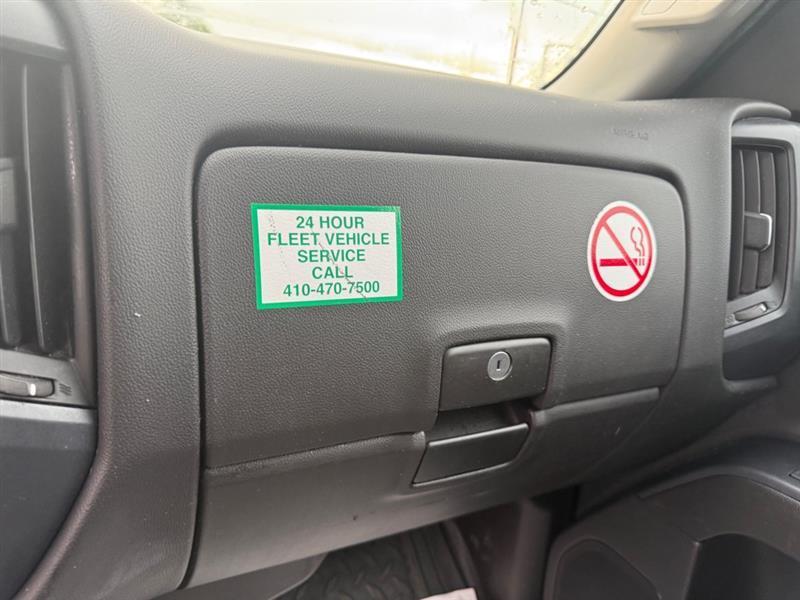 24 HOUR
FLEET VEHICLE
SERVICE
CALL
410-470-7500